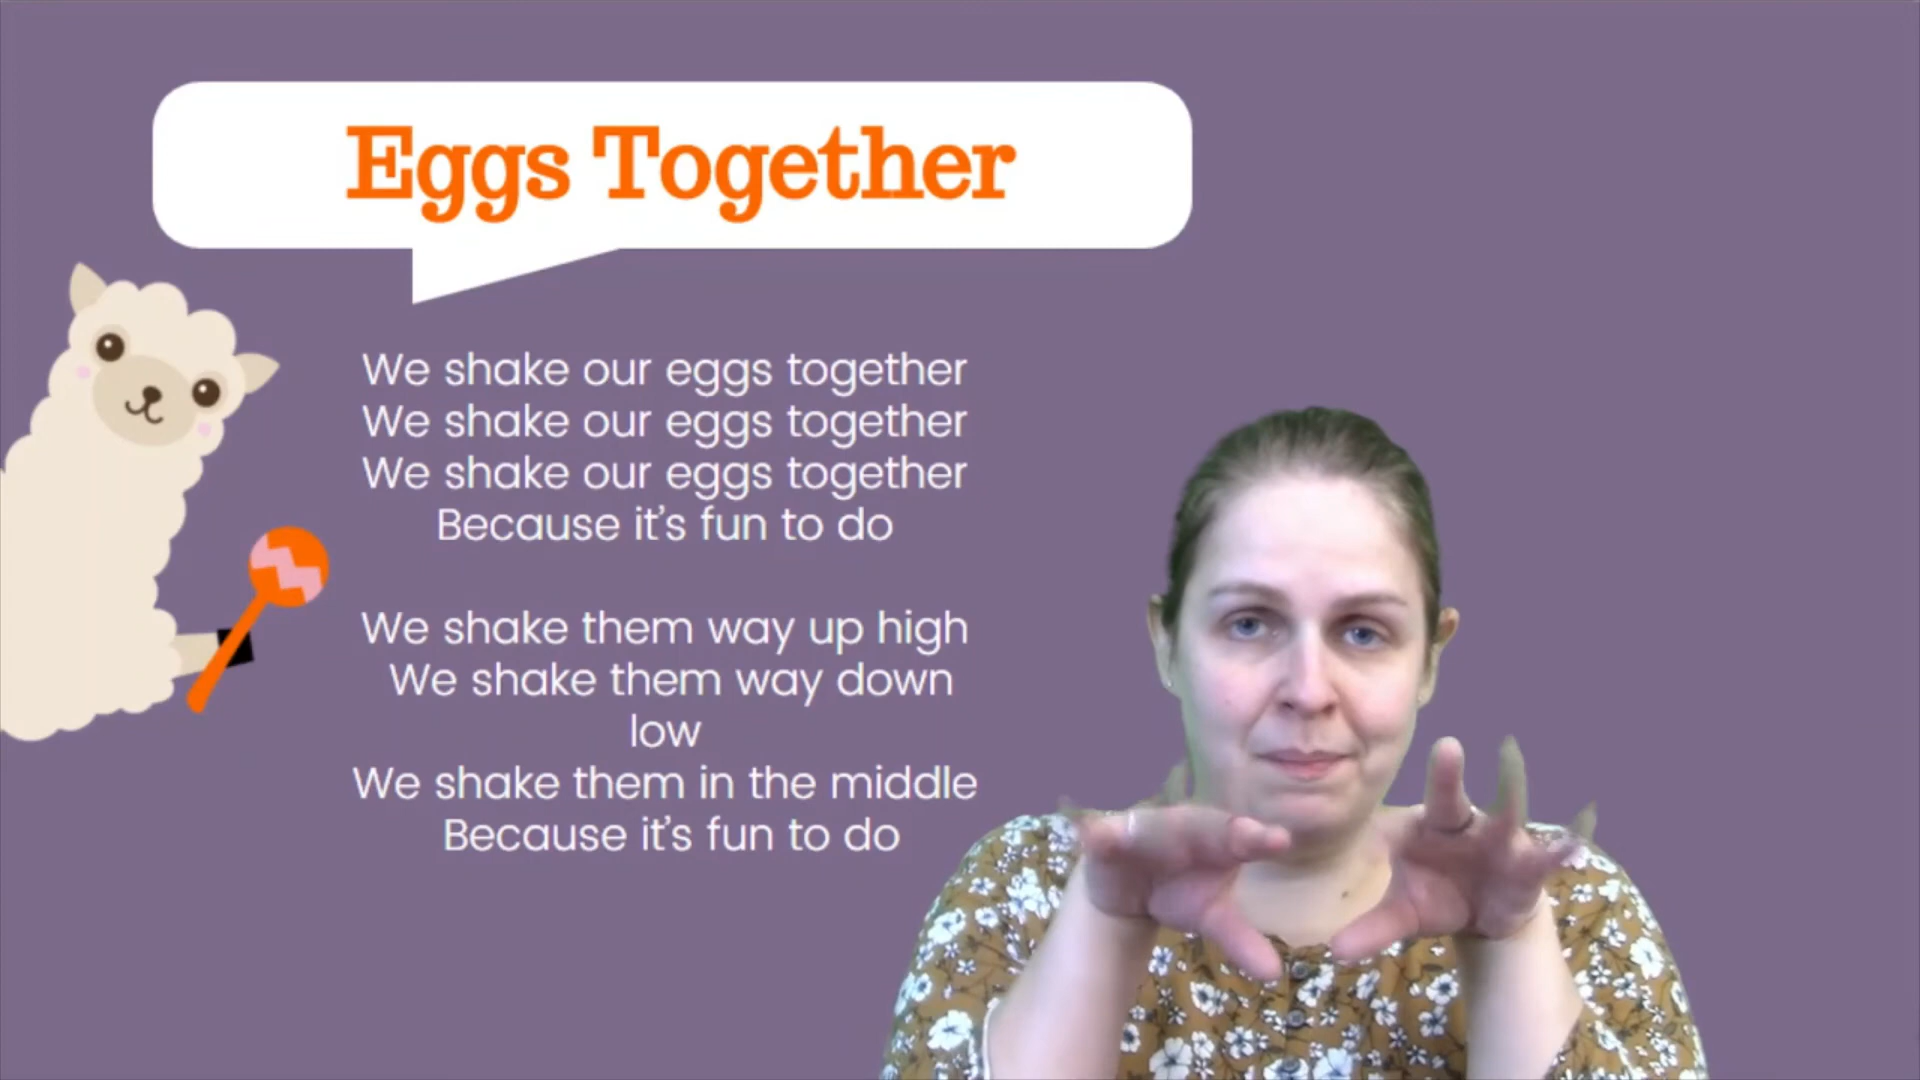 Eggs Together
We shake our eggs together
We shake our eggs together
We shake our eggs together
Because it's fun to do
We shake them way up high
We shake them way down
low
We shake them in the middle
Because it's fun to do